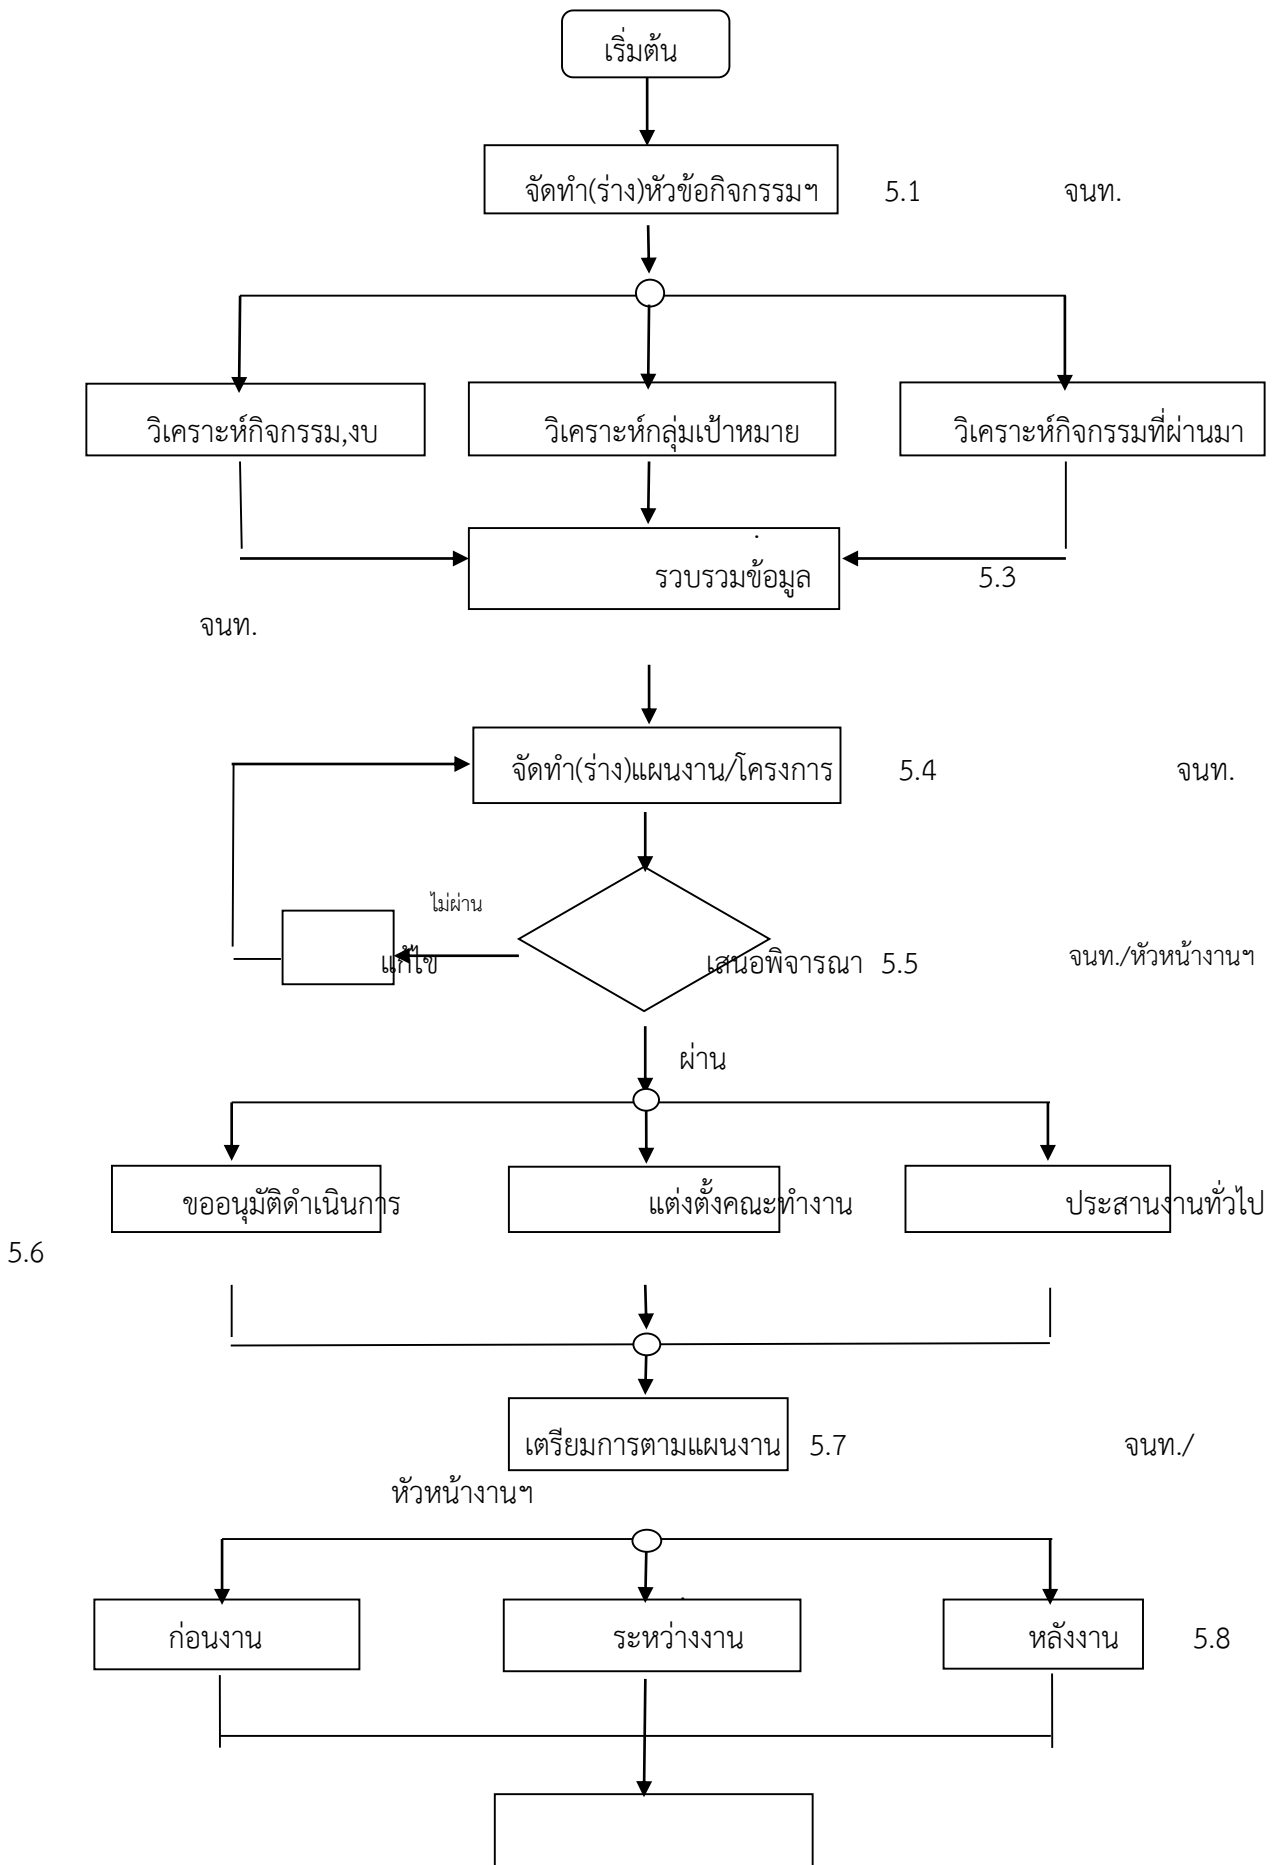 เริ่มต้น
จัดทำ(ร่าง)หัวข้อกิจกรรมฯ 5.1 จนท.
วิเคราะห์กิจกรรม,งบ วิเคราะห์กลุ่มเป้าหมาย วิเคราะห์กิจกรรมที่ผ่านมา
รวบรวมข้อมูล 5.3
จนท.
จัดทำ(ร่าง)แผนงาน/โครงการ 5.4 จนท.
ไม่ผ่าน
แก้ไข เสนอพิจารณา 5.5 จนท./หัวหน้างานฯ
ผ่าน
ขออนุมัติดำเนินการ แต่งตั้งคณะทำงาน ประสานงานทั่วไป
5.6
เตรียมการตามแผนงาน 5.7 จนท./
หัวหน้างานฯ
ก่อนงาน ระหว่างงาน หลังงาน 5.8